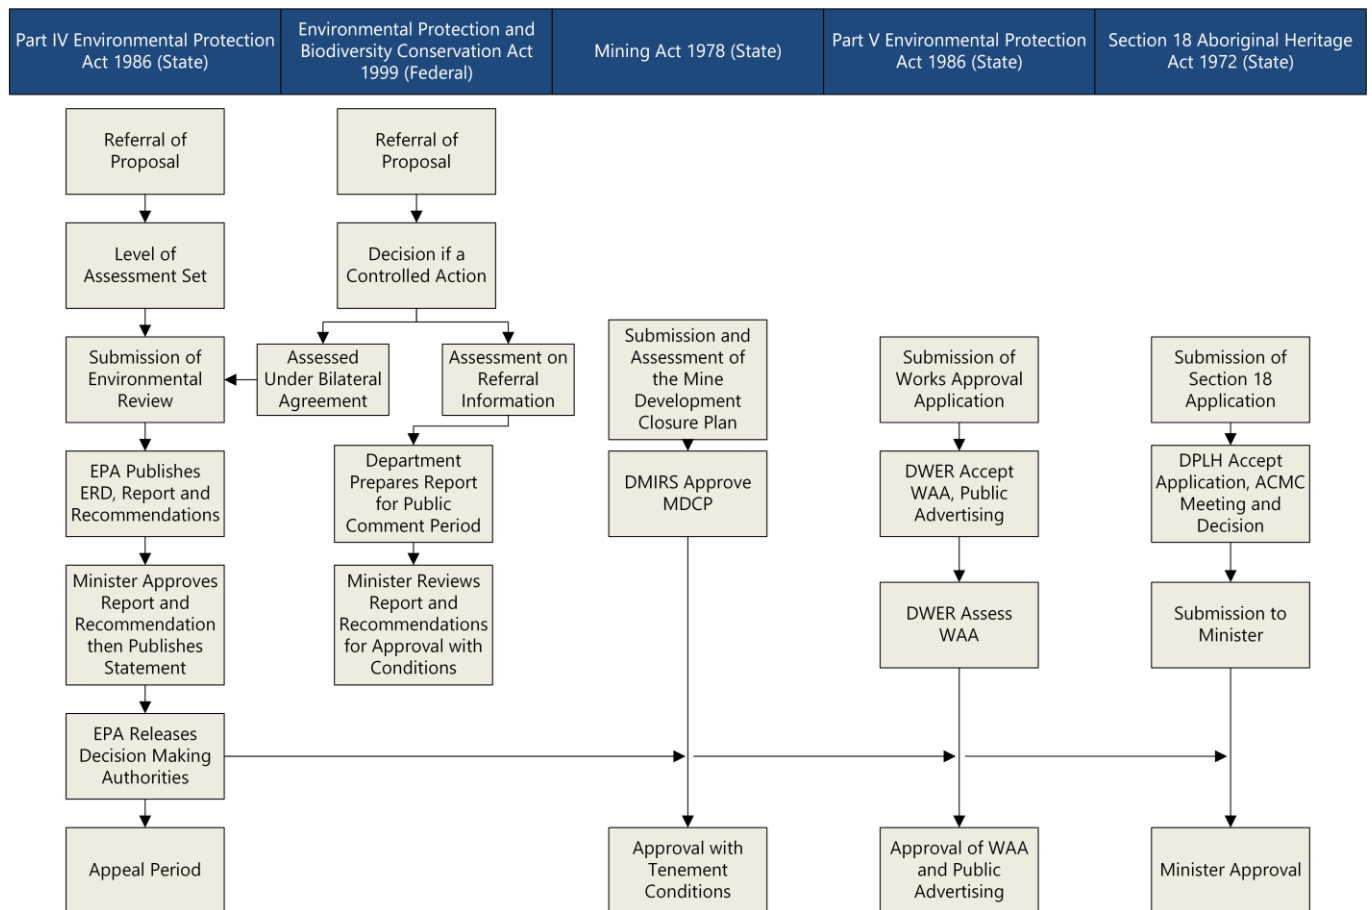 Part IV Environmental Protection
Act 1986 (State)
Environmental Protection and
Biodiversity Conservation Act
1999 (Federal)
Mining Act 1978 (State)
Part V Environmental Protection
Act 1986 (State)
Section 18 Aboriginal Heritage
Act 1972 (State)
Referral of
Proposal
Level of
Assessment Set
Submission of
Environmental
Review
EPA Publishes
ERD, Report and
Recommendations
Minister Approves
Report and
Recommendation
then Publishes
Statement
EPA Releases
Decision Making
Authorities
Appeal Period
Referral of
Proposal
Decision if a
Controlled Action
Assessed
Under Bilateral
Agreement
Assessment on
Referral
Information
Department
Prepares Report
for Public
Comment Period
Minister Reviews
Report and
Recommendations
for Approval with
Conditions
Submission and
Assessment of
the Mine
Development
Closure Plan
DMIRS Approve
MDCP
Approval with
Tenement
Conditions
Submission of
Works Approval
Application
DWER Accept
WAA, Public
Advertising
DWER Assess
WAA
Approval of WAA
and Public
Advertising
Submission of
Section 18
Application
DPLH Accept
Application, ACMC
Meeting and
Decision
Submission to
Minister
Minister Approval